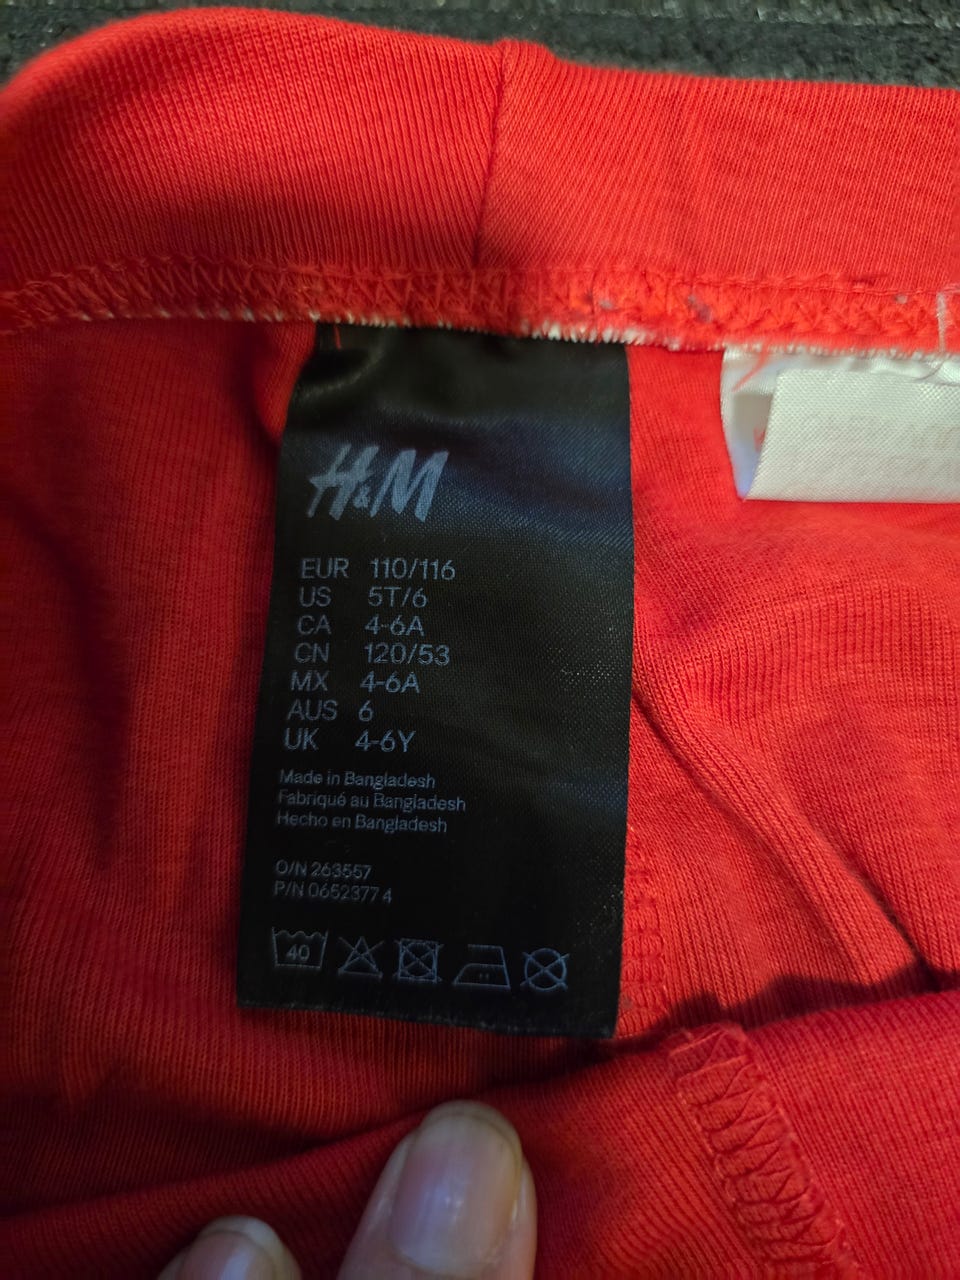 H&M
EUR 110/116
US 5T/6
CA 4-6A
CN 120/53
MX 4-6A
AUS 6
UK 4-6Y
Made in Bangladesh
Fabriqué au Bangladesh
Hecho en Bangladesh
O/N 263557
P/N 0652377 4
40